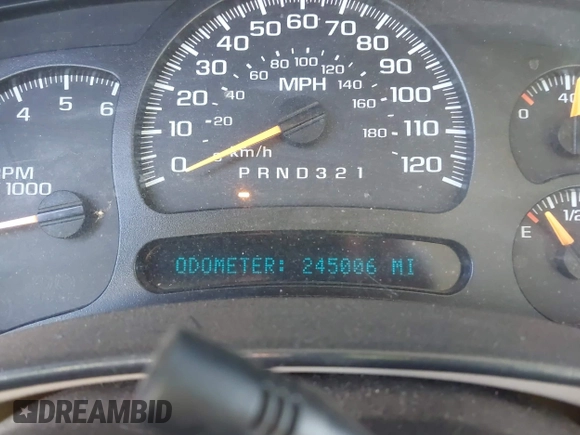 60
50 70
40 80
30 90
20 100
10 110
0 120
80 100 120
60 140
40 160
20 180
0 km/h
MPH
4 5 6
RPM
1000
P R N D 3 2 1
0 40
E 1/2
ODOMETER: 245006 MI
DREAMBID